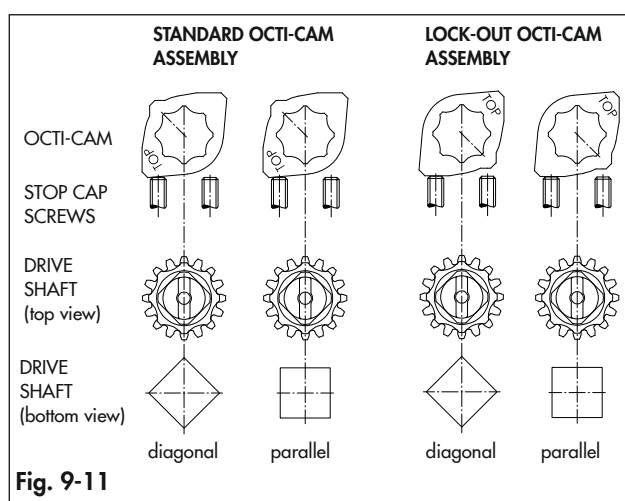 STANDARD OCTI-CAM
ASSEMBLY
LOCK-OUT OCTI-CAM
ASSEMBLY
OCTI-CAM
TOP
TOP
TOP
TOP
STOP CAP
SCREWS
DRIVE
SHAFT
(top view)
DRIVE
SHAFT
(bottom view)
diagonal
parallel
diagonal
parallel
Fig. 9-11